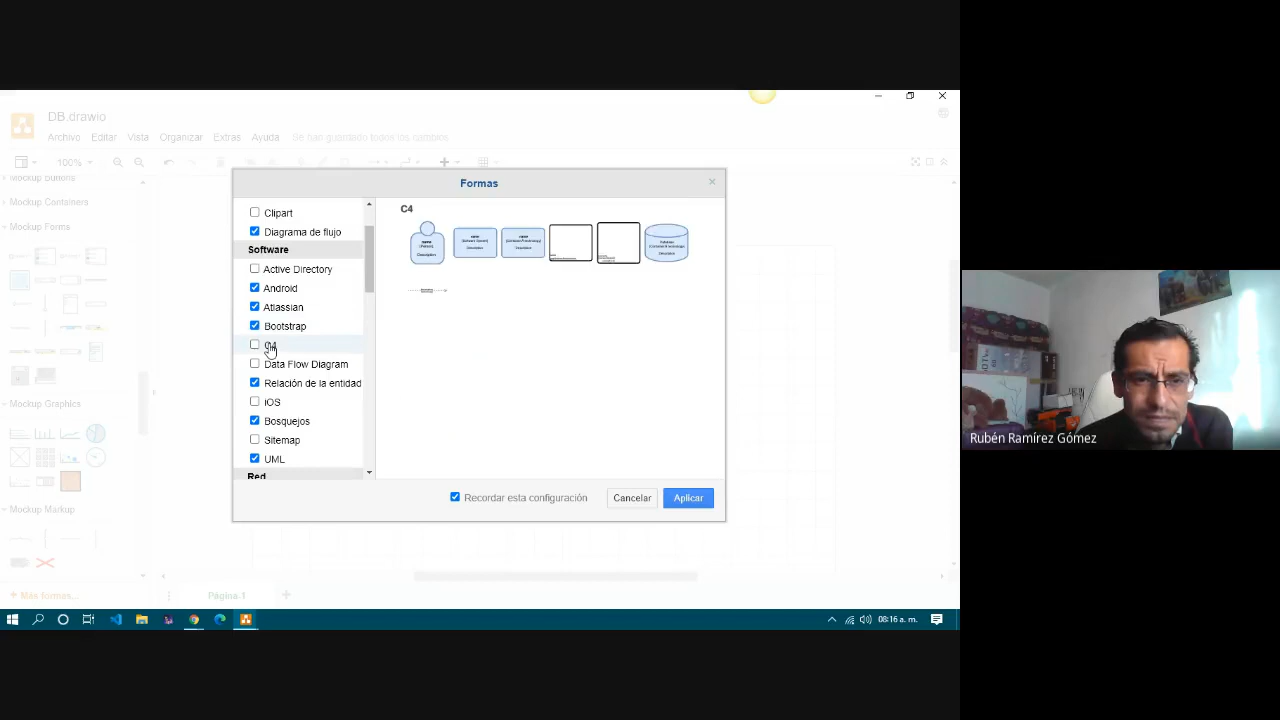 DB.drawio
Archivo Editar Vista Organizar Extras Ayuda Se han guardado todos los cambios
100%
Mockup Buttons
Mockup Containers
Mockup Forms
Mockup Graphics
Mockup Markup
+ Más formas...
Formas
Clipart
Diagrama de flujo
Software
Active Directory
Android
Atlassian
Bootstrap
Data Flow Diagram
Relación de la entidad
iOS
Bosquejos
Sitemap
UML
Red
C4
Recordar esta configuración
Cancelar
Aplicar
Página-1
08:16 a. m.
Rubén Ramírez Gómez